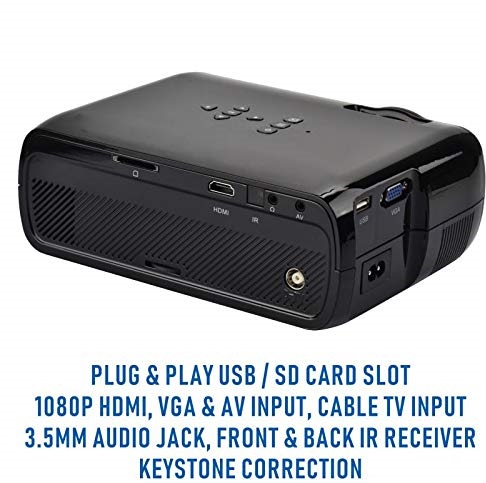 HDMI
IR
AV
USB
VGA
PLUG & PLAY USB / SD CARD SLOT
1080P HDMI, VGA & AV INPUT, CABLE TV INPUT
3.5MM AUDIO JACK, FRONT & BACK IR RECEIVER
KEYSTONE CORRECTION